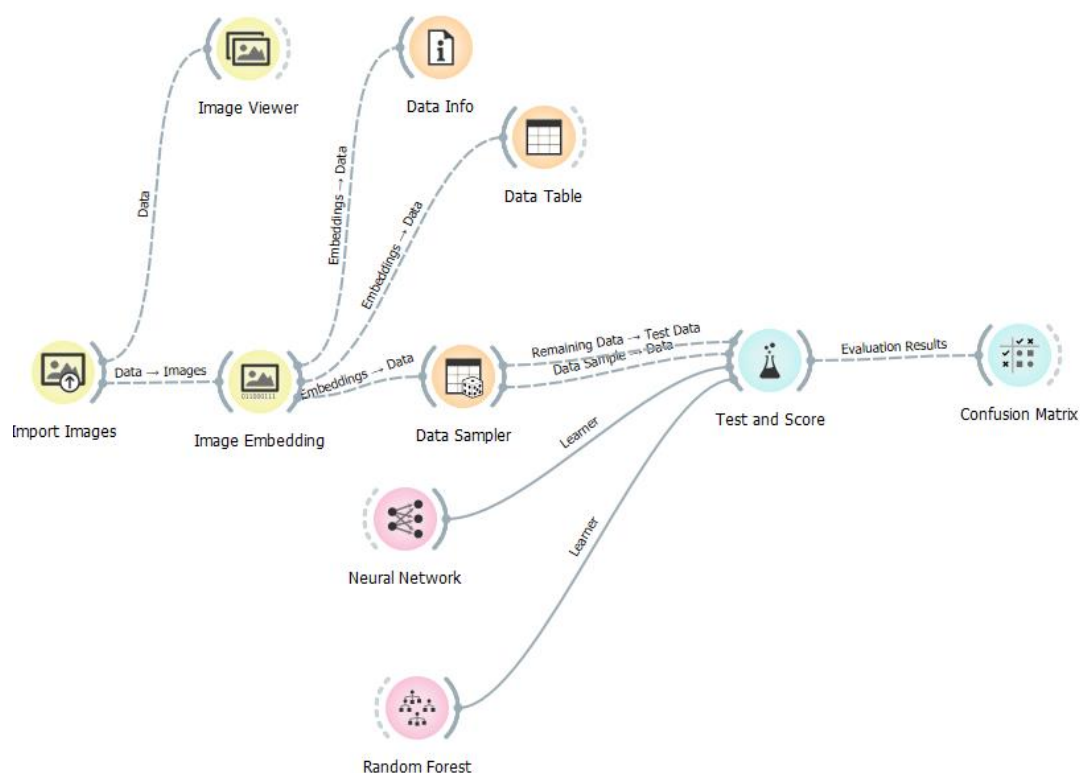 Image Viewer
Data Info
Data Table
Data
Embeddings → Data
Embeddings → Data
Import Images
Data → Images
Image Embedding
Embeddings → Data
Data Sampler
Remaining Data → Test Data
Data Sample → Data
Test and Score
Evaluation Results
Confusion Matrix
011000111
Learner
Neural Network
Learner
Random Forest